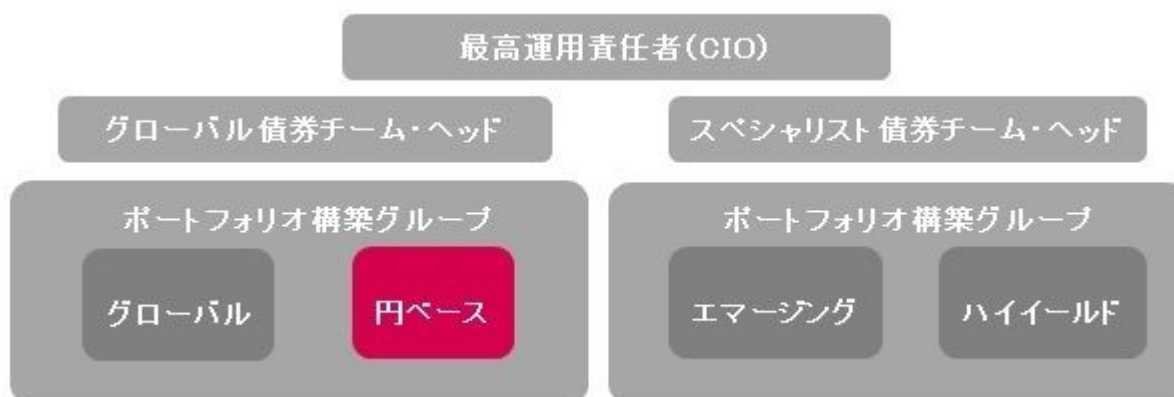 最高運用責任者(CIO)
グローバル債券チーム・ヘッド
スペシャリスト債券チーム・ヘッド
ポートフォリオ構築グループ
ポートフォリオ構築グループ
グローバル
円ベース
エマージング
ハイイールド